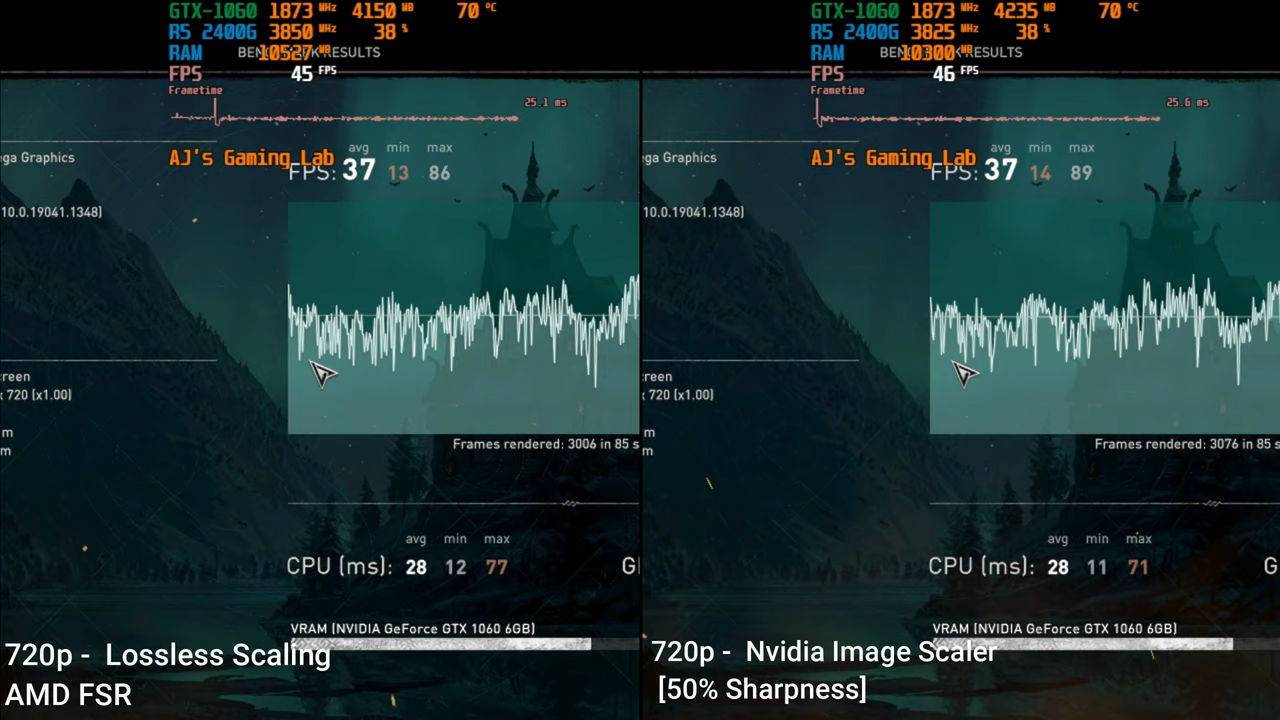 GTX-1060 1873 MHz 4150 MB 70 °C
R5 2400G 3850 MHz 38 %
RAM 10527 MB
BENCHMARK RESULTS
FPS 45 FPS
Frametime
25.1 ms
avg min max
ega Graphics
AJ's Gaming Lab
FPS: 37 13 86
10.0.19041.1348)
creen
x 720 (x1.00)
m
m
Frames rendered: 3006 in 85 s
avg min max
CPU (ms): 28 12 77
G
VRAM (NVIDIA GeForce GTX 1060 6GB)
720p - Lossless Scaling
AMD FSR
GTX-1060 1873 MHz 4235 MB 70 °C
R5 2400G 3825 MHz 38 %
RAM 10300 MB
BENCHMARK RESULTS
FPS 46 FPS
Frametime
25.6 ms
avg min max
ega Graphics
AJ's Gaming Lab
FPS: 37 14 89
10.0.19041.1348)
reen
x 720 (x1.00)
m
m
Frames rendered: 3076 in 85 s
avg min max
CPU (ms): 28 11 71
G
VRAM (NVIDIA GeForce GTX 1060 6GB)
720p - Nvidia Image Scaler
[50% Sharpness]